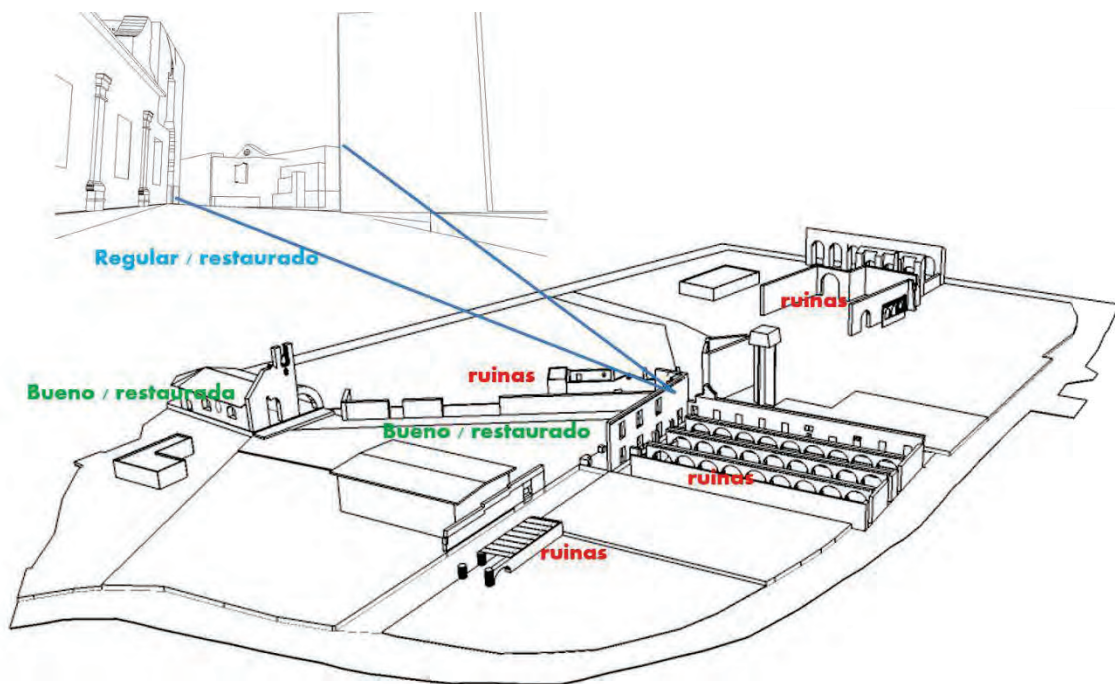 Regular / restaurado
ruinas
ruinas
Bueno / restaurada
Bueno / restaurado
ruinas
ruinas